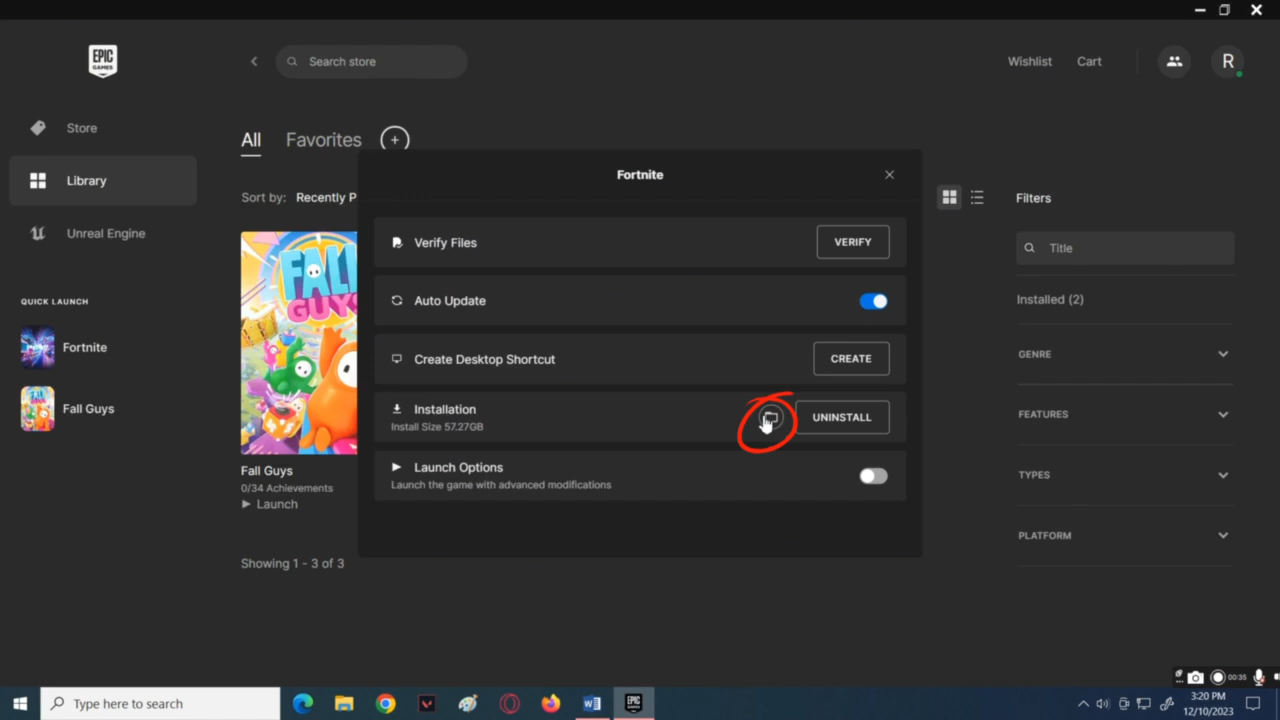 EPIC
GAMES
Search store
Wishlist
Cart
R
Store
All
Favorites
Library
Unreal Engine
QUICK LAUNCH
Fortnite
Fall Guys
Sort by: Recently P
FALL
GUYS
Fall Guys
0/34 Achievements
Launch
Showing 1 - 3 of 3
Fortnite
Verify Files
VERIFY
Auto Update
Create Desktop Shortcut
CREATE
Installation
Install Size 57.27GB
UNINSTALL
Launch Options
Launch the game with advanced modifications
Filters
Title
Installed (2)
GENRE
FEATURES
TYPES
PLATFORM
00:35
Type here to search
EPIC
3:20 PM
12/10/2023